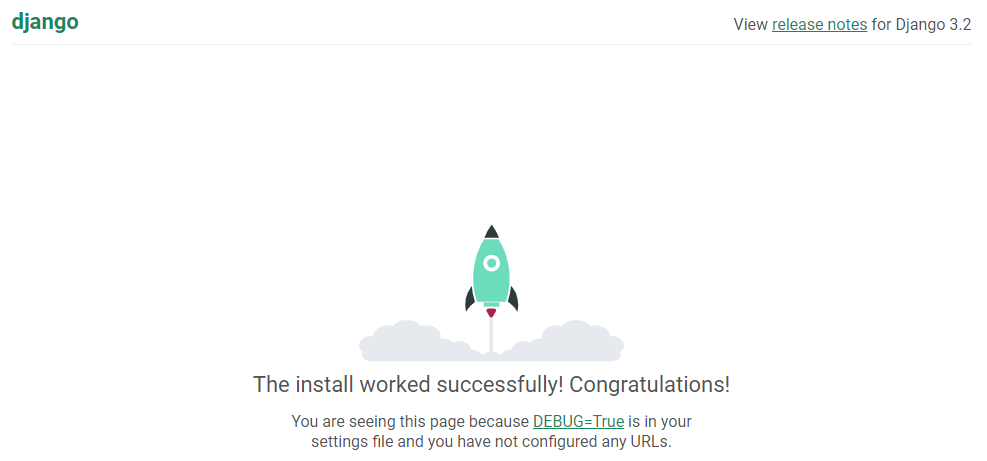 django
View release notes for Django 3.2
The install worked successfully! Congratulations!
You are seeing this page because DEBUG=True is in your
settings file and you have not configured any URLs.